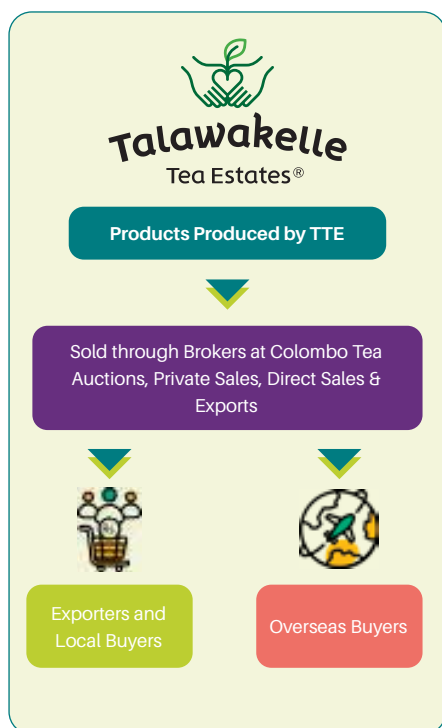 Talawakelle
Tea Estates®
Products Produced by TTE
Sold through Brokers at Colombo Tea
Auctions, Private Sales, Direct Sales &
Exports
Exporters and
Local Buyers
Overseas Buyers